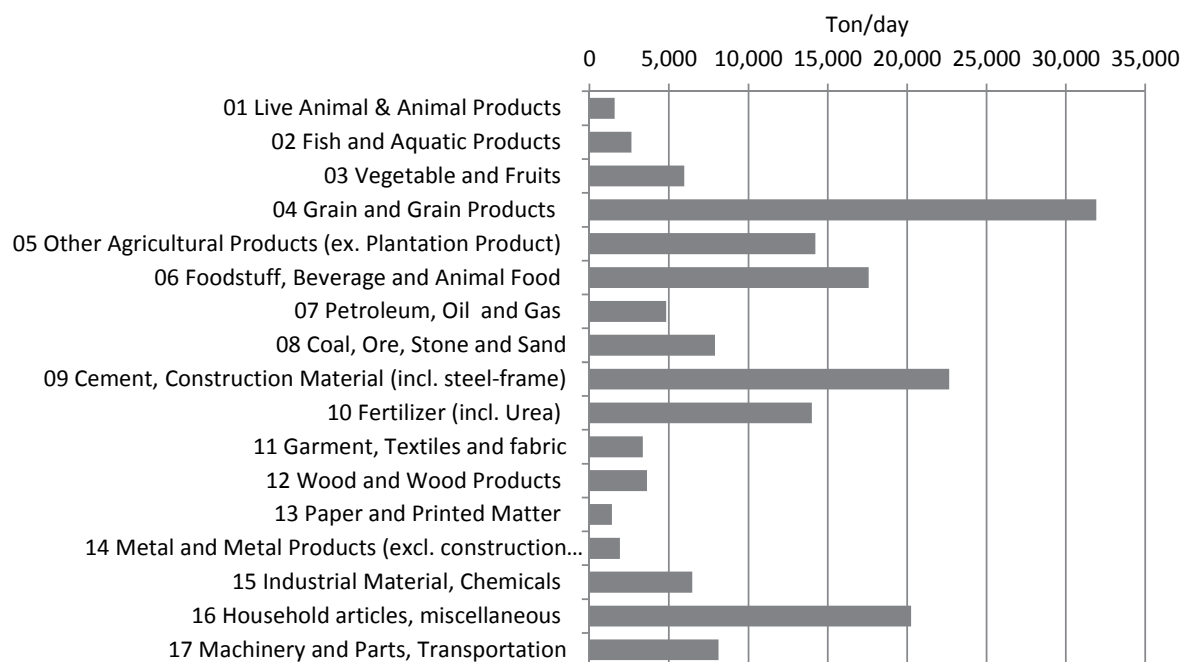 Ton/day
0 5,000 10,000 15,000 20,000 25,000 30,000 35,000
01 Live Animal & Animal Products
02 Fish and Aquatic Products
03 Vegetable and Fruits
04 Grain and Grain Products
05 Other Agricultural Products (ex. Plantation Product)
06 Foodstuff, Beverage and Animal Food
07 Petroleum, Oil and Gas
08 Coal, Ore, Stone and Sand
09 Cement, Construction Material (incl. steel-frame)
10 Fertilizer (incl. Urea)
11 Garment, Textiles and fabric
12 Wood and Wood Products
13 Paper and Printed Matter
14 Metal and Metal Products (excl. construction...
15 Industrial Material, Chemicals
16 Household articles, miscellaneous
17 Machinery and Parts, Transportation